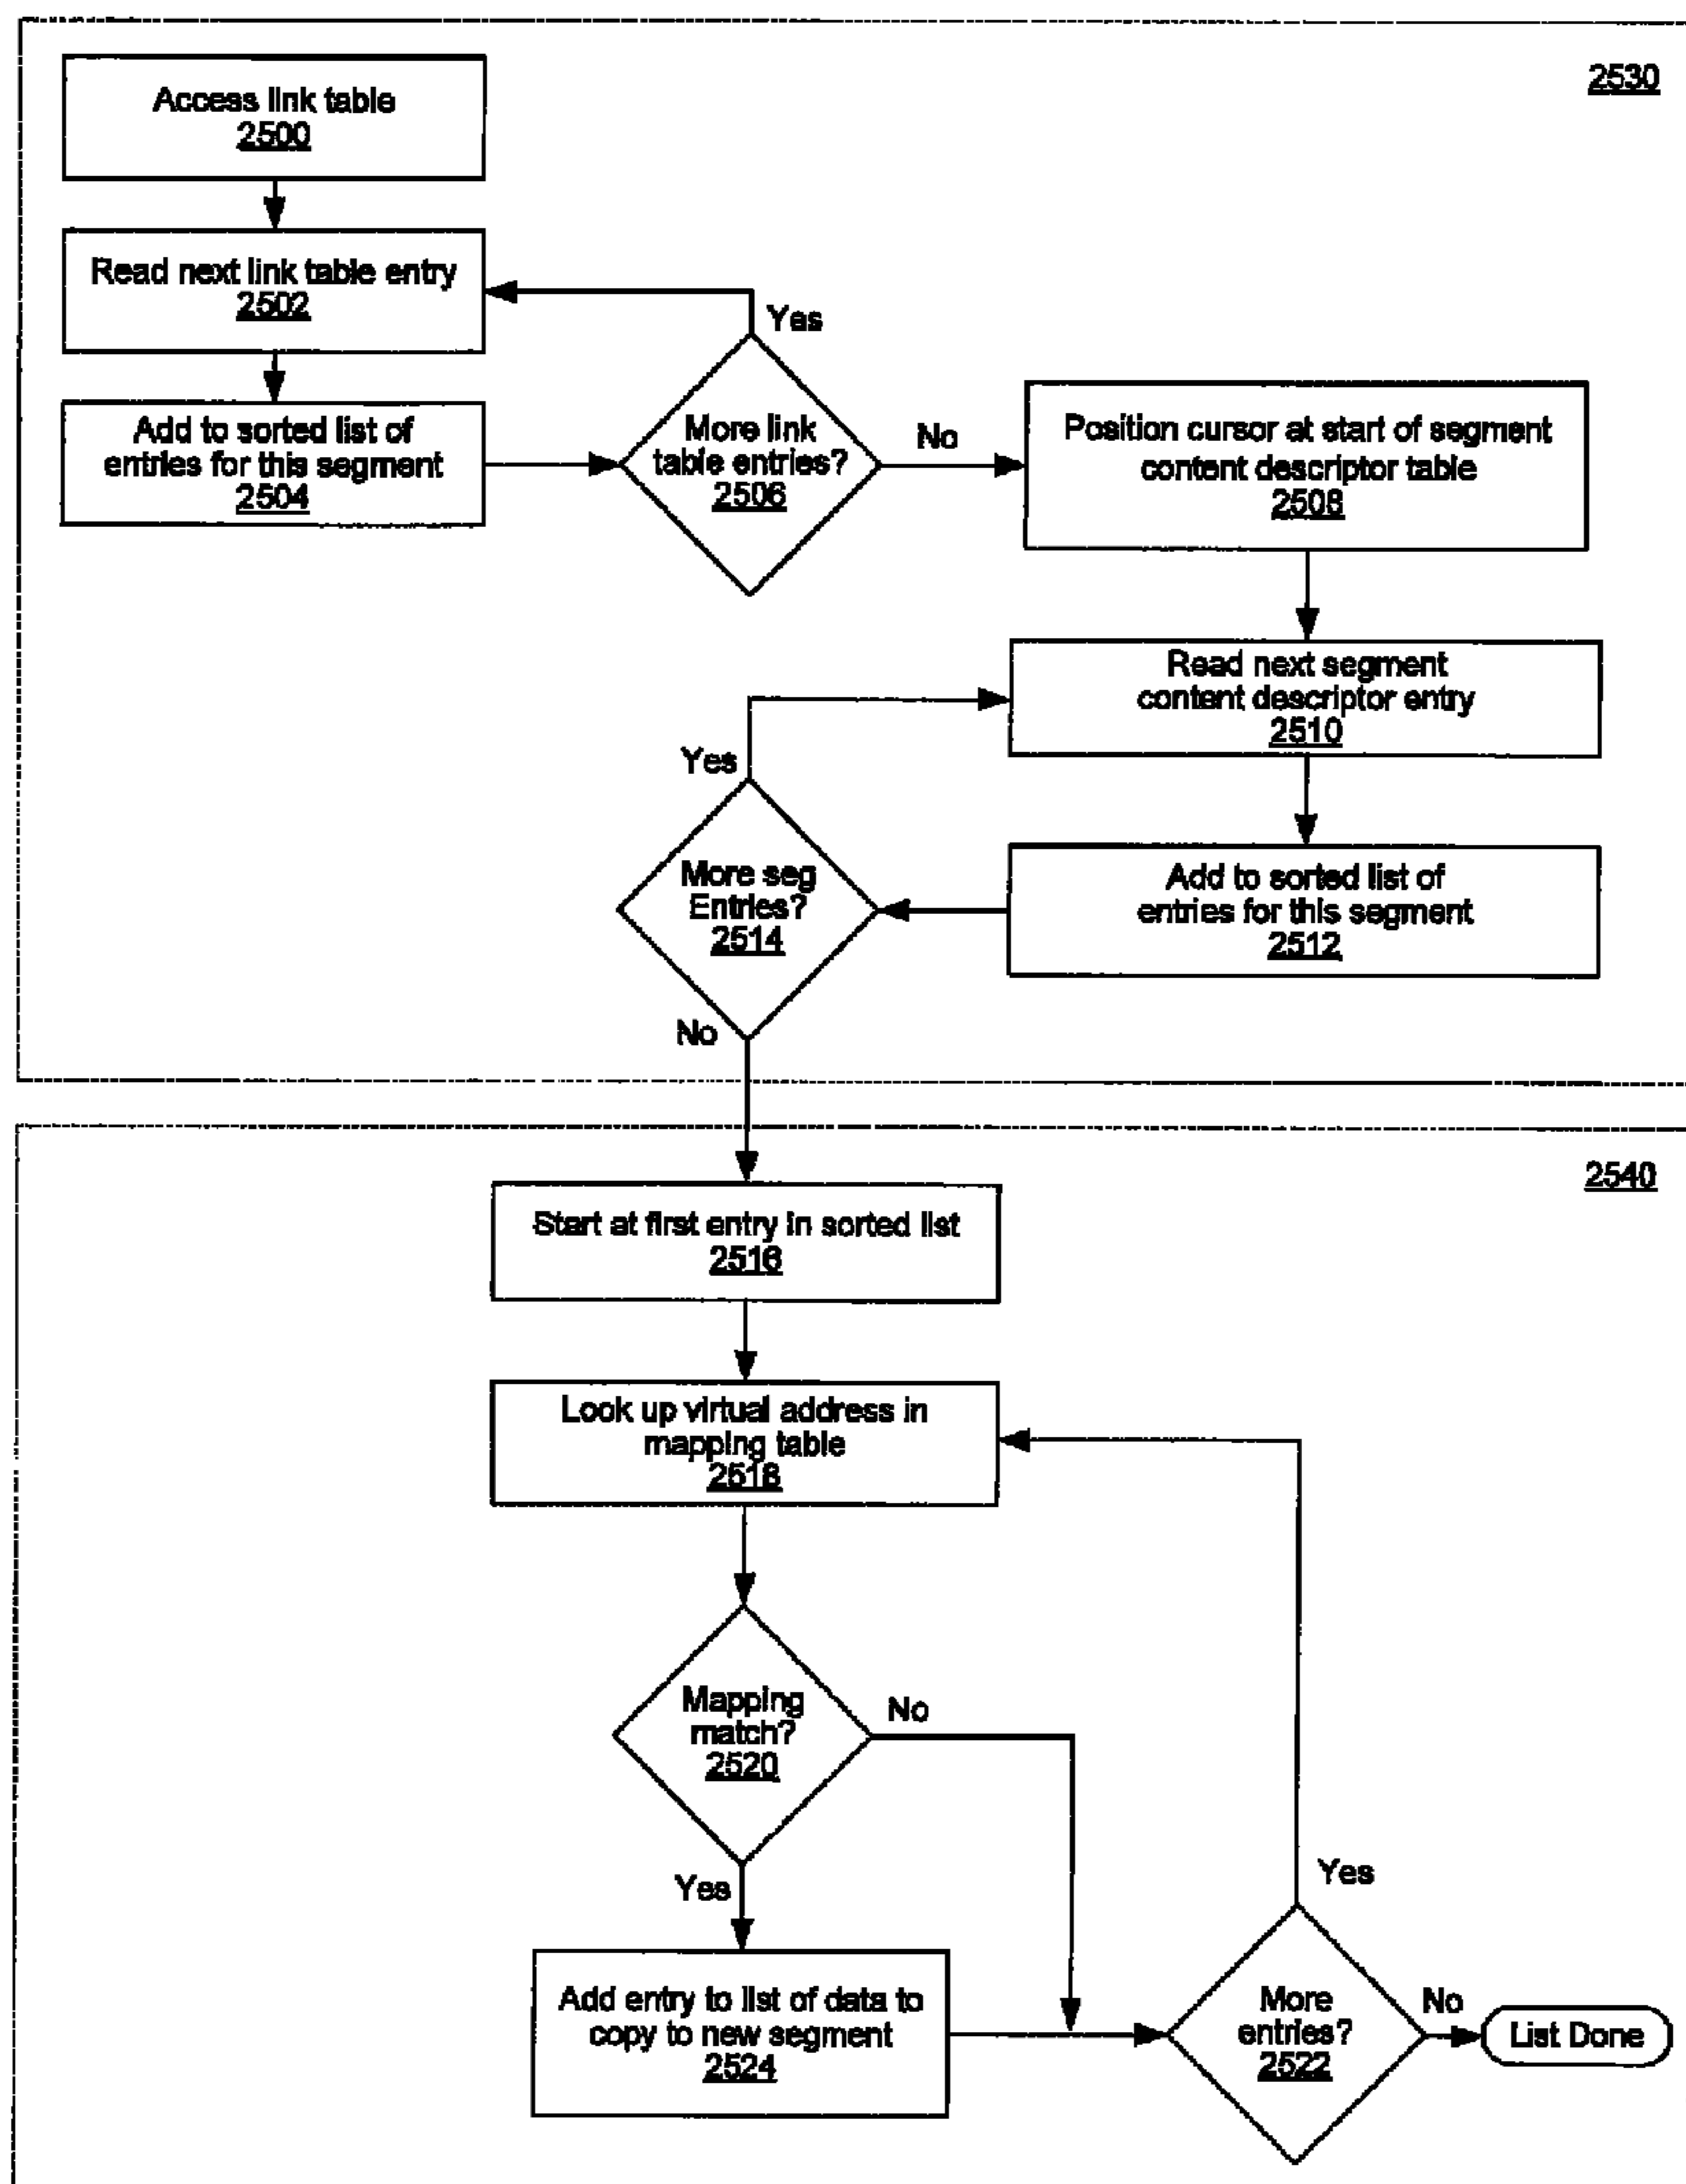 2530
Access link table
2500
Read next link table entry
2502
Yes
Add to sorted list of
entries for this segment
2504
More link
table entries?
2506
No
Position cursor at start of segment
content descriptor table
2508
Read next segment
content descriptor entry
2510
Yes
More seg
Entries?
2514
Add to sorted list of
entries for this segment
2512
No
2540
Start at first entry in sorted list
2516
Look up virtual address in
mapping table
2518
Mapping
match?
2520
No
Yes
Yes
Add entry to list of data to
copy to new segment
2524
More
entries?
2522
No
List Done